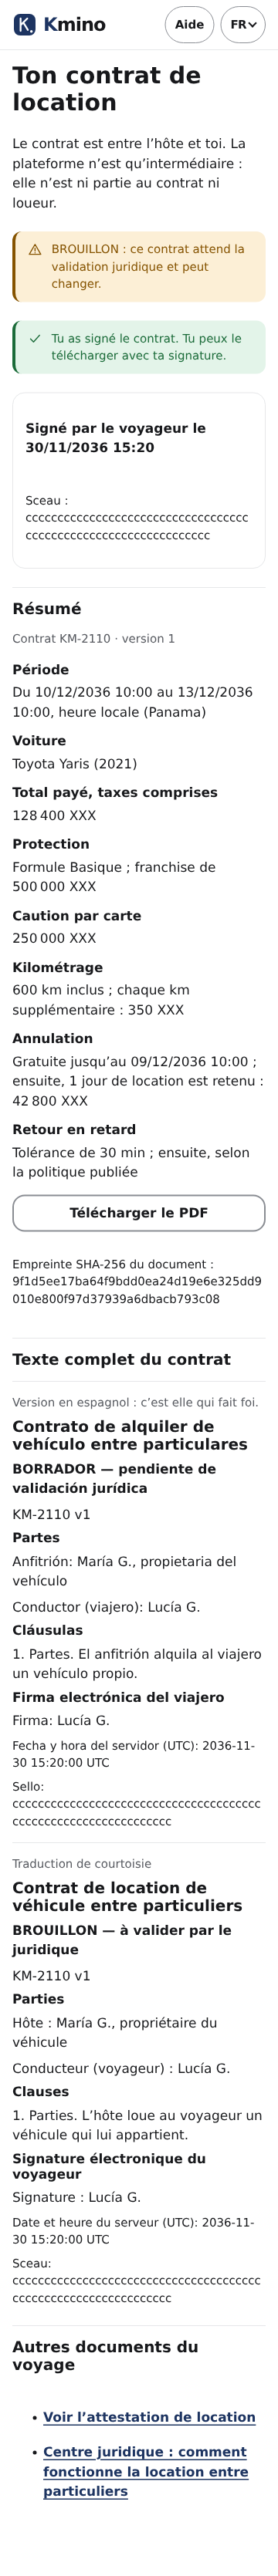 Kmino
Aide
FR
Ton contrat de
location
Le contrat est entre l’hôte et toi. La
plateforme n’est qu’intermédiaire :
elle n’est ni partie au contrat ni
loueur.
BROUILLON : ce contrat attend la
validation juridique et peut
changer.
Tu as signé le contrat. Tu peux le
télécharger avec ta signature.
Signé par le voyageur le
30/11/2036 15:20
Sceau :
ccccccccccccccccccccccccccccccccccc
ccccccccccccccccccccccccccccc
Résumé
Contrat KM-2110 · version 1
Période
Du 10/12/2036 10:00 au 13/12/2036
10:00, heure locale (Panama)
Voiture
Toyota Yaris (2021)
Total payé, taxes comprises
128 400 XXX
Protection
Formule Basique ; franchise de
500 000 XXX
Caution par carte
250 000 XXX
Kilométrage
600 km inclus ; chaque km
supplémentaire : 350 XXX
Annulation
Gratuite jusqu’au 09/12/2036 10:00 ;
ensuite, 1 jour de location est retenu :
42 800 XXX
Retour en retard
Tolérance de 30 min ; ensuite, selon
la politique publiée
Télécharger le PDF
Empreinte SHA-256 du document :
9f1d5ee17ba64f9bdd0ea24d19e6e325dd9
010e800f97d37939a6dbacb793c08
Texte complet du contrat
Version en espagnol : c’est elle qui fait foi.
Contrato de alquiler de
vehículo entre particulares
BORRADOR — pendiente de
validación jurídica
KM-2110 v1
Partes
Anfitrión: María G., propietaria del
vehículo
Conductor (viajero): Lucía G.
Cláusulas
1. Partes. El anfitrión alquila al viajero
un vehículo propio.
Firma electrónica del viajero
Firma: Lucía G.
Fecha y hora del servidor (UTC): 2036-11-
30 15:20:00 UTC
Sello:
ccccccccccccccccccccccccccccccccccccccc
ccccccccccccccccccccccccc
Traduction de courtoisie
Contrat de location de
véhicule entre particuliers
BROUILLON — à valider par le
juridique
KM-2110 v1
Parties
Hôte : María G., propriétaire du
véhicule
Conducteur (voyageur) : Lucía G.
Clauses
1. Parties. L’hôte loue au voyageur un
véhicule qui lui appartient.
Signature électronique du
voyageur
Signature : Lucía G.
Date et heure du serveur (UTC): 2036-11-
30 15:20:00 UTC
Sceau:
ccccccccccccccccccccccccccccccccccccccc
ccccccccccccccccccccccccc
Autres documents du
voyage
• Voir l’attestation de location
• Centre juridique : comment
fonctionne la location entre
particuliers